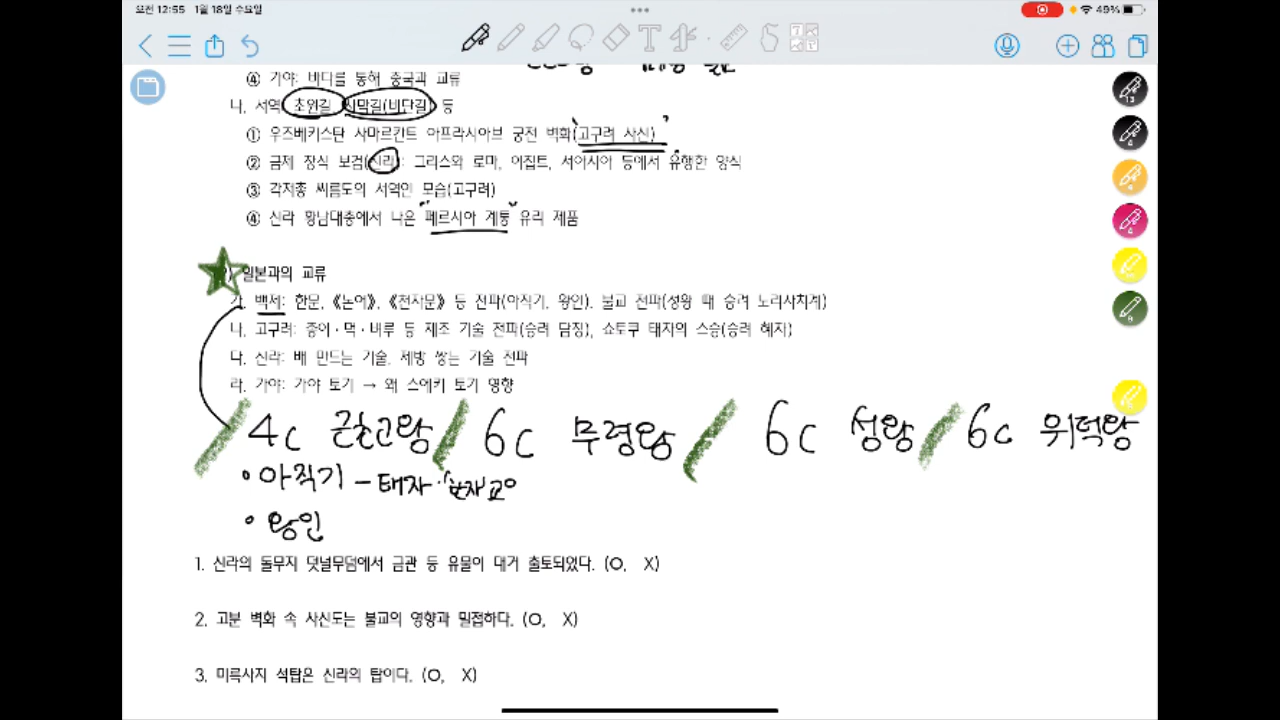 오전 12:55 1월 18일 수요일 49%
④ 가야: 바다를 통해 중국과 교류
나. 서역: 초원길, 사막길(비단길) 등
① 우즈베키스탄 사마르칸트 아프라시아브 궁전 벽화(고구려 사신)
② 금제 장식 보검(신라): 그리스와 로마, 이집트, 서아시아 등에서 유행한 양식
③ 각저총 씨름도의 서역인 모습(고구려)
④ 신라 황남대총에서 나온 페르시아 계통 유리 제품
일본과의 교류
가. 백제: 한문, 《논어》, 《천자문》 등 전파(아직기, 왕인), 불교 전파(성왕 때 승려 노리사치계)
나. 고구려: 종이·먹·벼루 등 제조 기술 전파(승려 담징), 쇼토쿠 태자의 스승(승려 혜자)
다. 신라: 배 만드는 기술, 제방 쌓는 기술 전파
라. 가야: 가야 토기 → 왜 스에키 토기 영향
4C 근초고왕 6C 무령왕 6C 성왕 6C 위덕왕
• 아직기 - 태자
• 왕인
1. 신라의 돌무지 덧널무덤에서 금관 등 유물이 대거 출토되었다. (O, X)
2. 고분 벽화 속 사신도는 불교의 영향과 밀접하다. (O, X)
3. 미륵사지 석탑은 신라의 탑이다. (O, X)